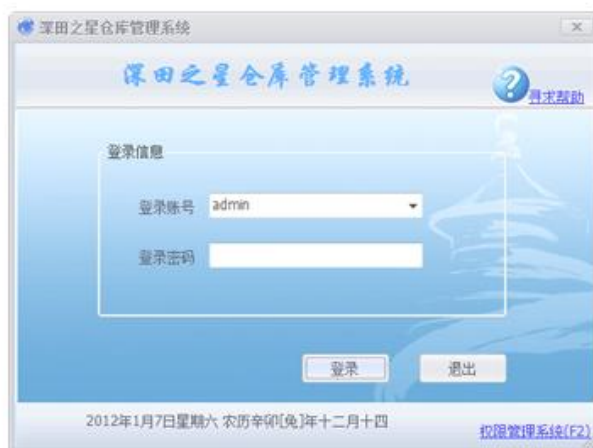 深田之星仓库管理系统
深田之星仓库管理系统
寻求帮助
登录信息
登录账号 admin
登录密码
登录 退出
2012年1月7日星期六 农历辛卯[兔]年十二月十四
权限管理系统(F2)